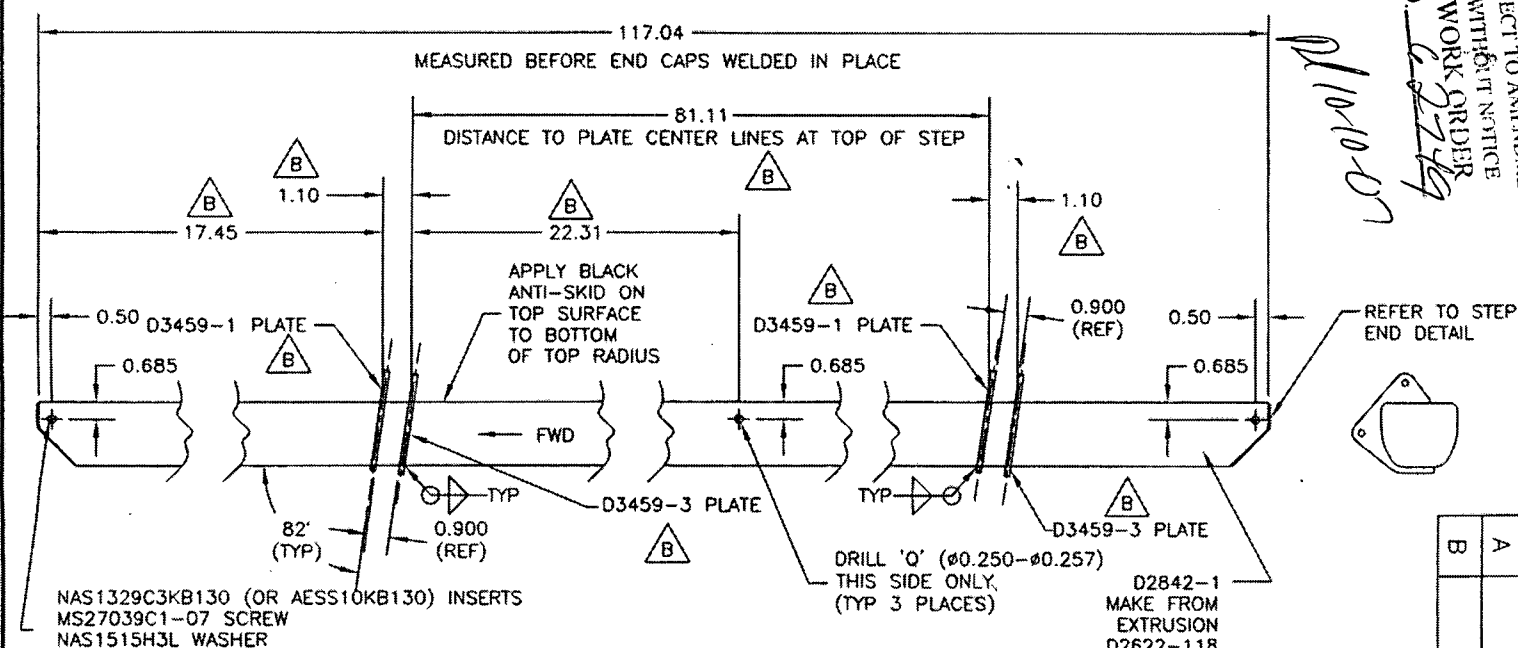 117.04
MEASURED BEFORE END CAPS WELDED IN PLACE
81.11
DISTANCE TO PLATE CENTER LINES AT TOP OF STEP
B
B
B
B
1.10
1.10
B
17.45
22.31
B
APPLY BLACK
ANTI-SKID ON
TOP SURFACE
TO BOTTOM
OF TOP RADIUS
0.50
D3459-1 PLATE
B
D3459-1 PLATE
0.900
(REF)
0.50
REFER TO STEP
END DETAIL
0.685
0.685
0.685
FWD
TYP
D3459-3 PLATE
B
TYP
D3459-3 PLATE
B
82'
(TYP)
0.900
(REF)
DRILL 'Q' (ø0.250-ø0.257)
THIS SIDE ONLY.
(TYP 3 PLACES)
NAS1329C3KB130 (OR AESS10KB130) INSERTS
MS27039C1-07 SCREW
NAS1515H3L WASHER
D2842-1
MAKE FROM
EXTRUSION
D2622-118
ECT TO
WITHOUT NOTICE
WORK ORDER
A
B